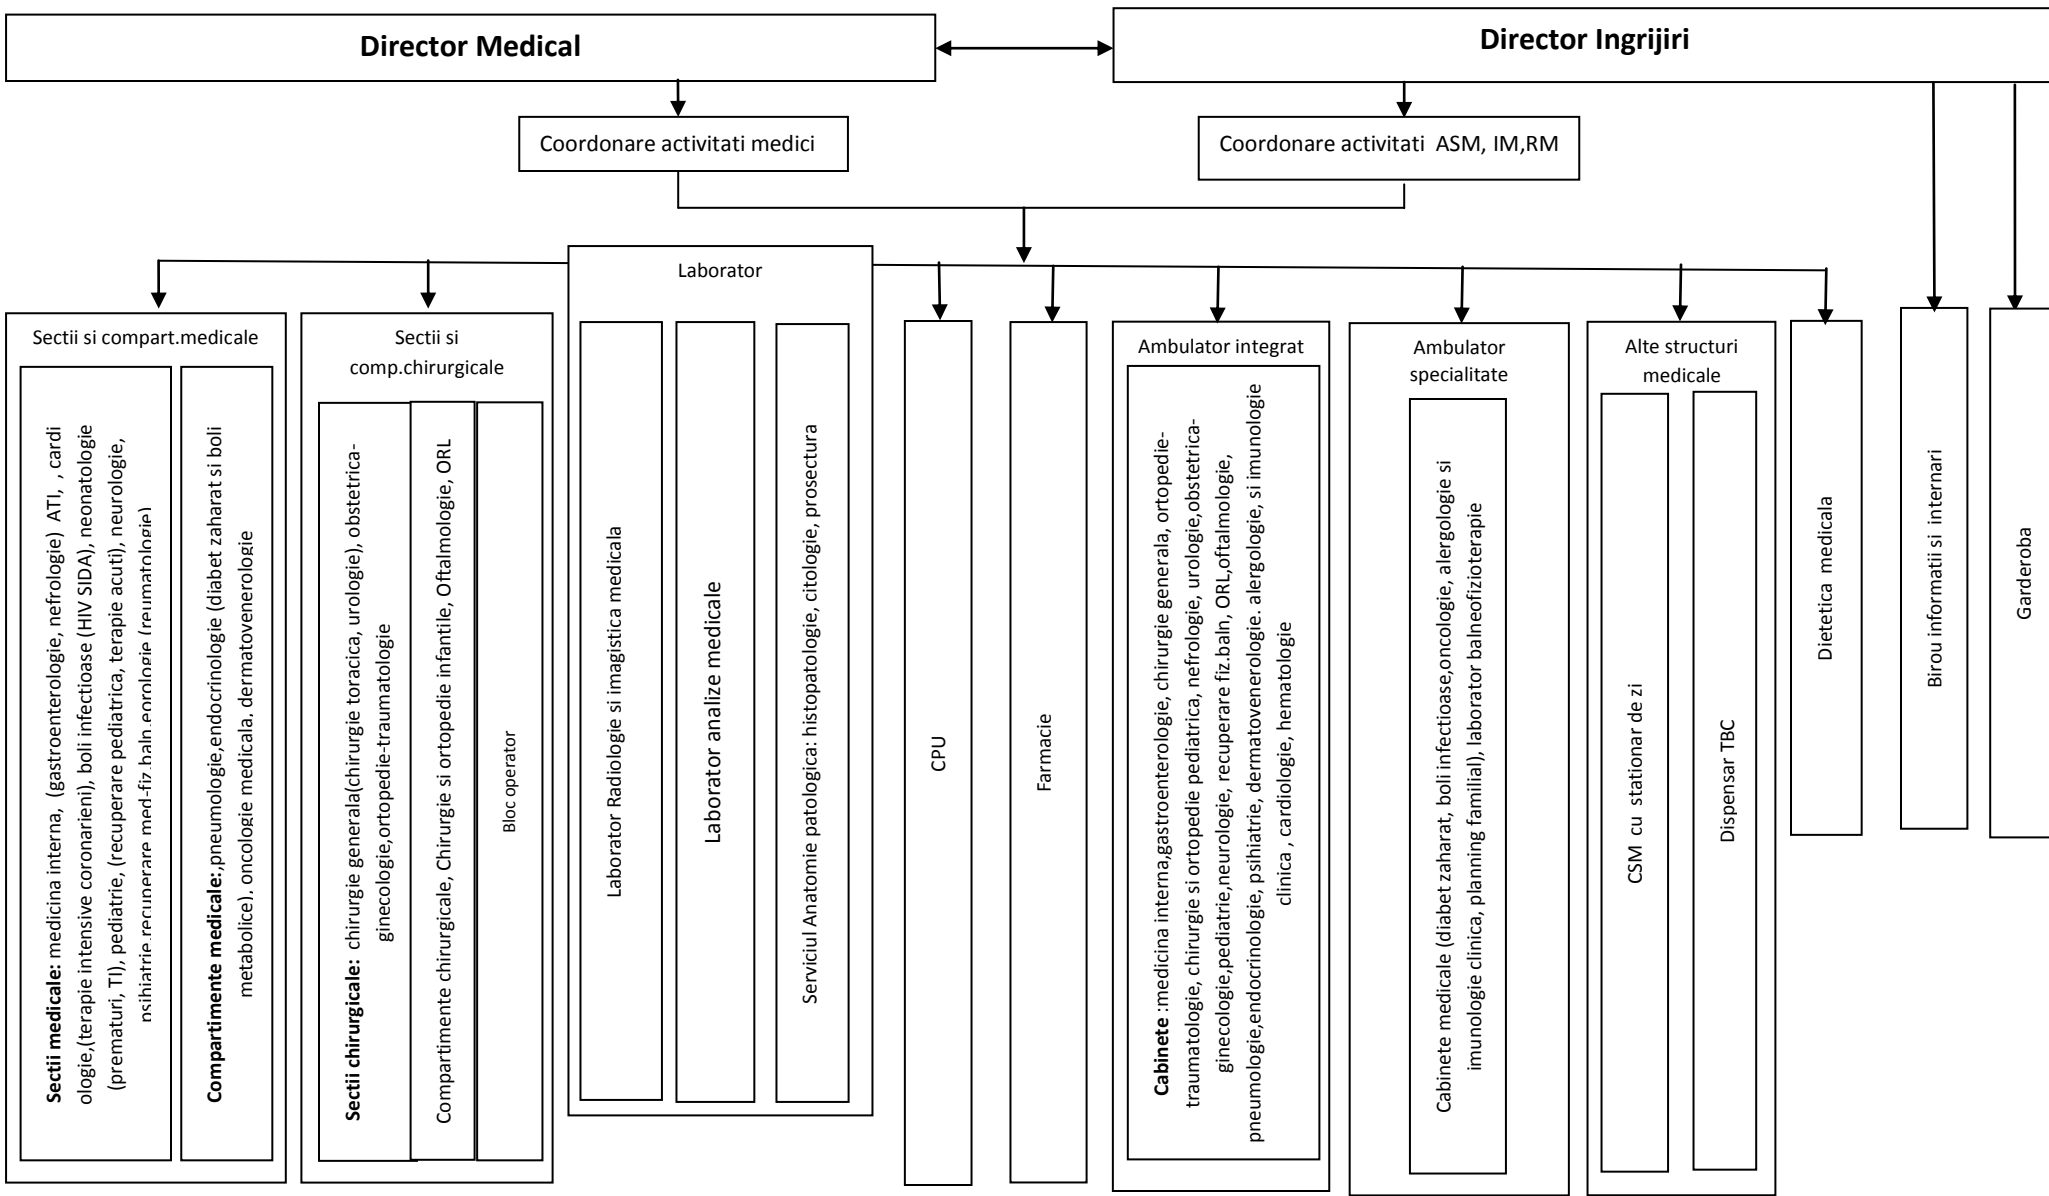 Director Medical
Director Ingrijiri
Coordonare activitati medici
Coordonare activitati  ASM, IM,RM
Sectii si compart.medicale
Sectii medicale: medicina interna, (gastroenterologie, nefrologie)  ATI, , cardi
ologie,(terapie intensive coronarieni), boli infectioase (HIV SIDA), neonatologie
(prematuri, TI), pediatrie, (recuperare pediatrica, terapie acuti), neurologie,
psihiatrie,recuperare med-fiz.baln.eorologie (reumatologie)
Compartimente medicale:,pneumologie,endocrinologie (diabet zaharat si boli
metabolice), oncologie medicala. dermatovenerologie
Sectii si
comp.chirurgicale
Sectii chirurgicale:  chirurgie generala(chirurgie toracica, urologie), obstetrica-
ginecologie,ortopedie-traumatologie
Compartimente chirurgicale, Chirurgie si ortopedie infantile, Oftalmologie, ORL
Bloc operator
Laborator
Laborator Radiologie si imagistica medicala
Laborator analize medicale
Serviciul Anatomie patologica: histopatologie, citologie, prosectura
CPU
Farmacie
Ambulator integrat
Cabinete :medicina interna,gastroenterologie, chirurgie generala, ortopedie-
traumatologie, chirurgie si ortopedie pediatrica, nefrologie, urologie,obstetrica-
ginecologie,pediatrie,neurologie, recuperare fiz.baln, ORL,oftalmologie,
pneumologie,endocrinologie, psihiatrie, dermatovenerologie. alergologie, si imunologie
clinica , cardiologie, hematologie
Ambulator
specialitate
Cabinete medicale (diabet zaharat, boli infectioase,oncologie, alergologie si
imunologie clinica, planning familial), laborator balneofizioterapie
Alte structuri
medicale
CSM  cu  stationar de zi
Dispensar TBC
Dietetica  medicala
Birou informatii si  internari
Garderoba